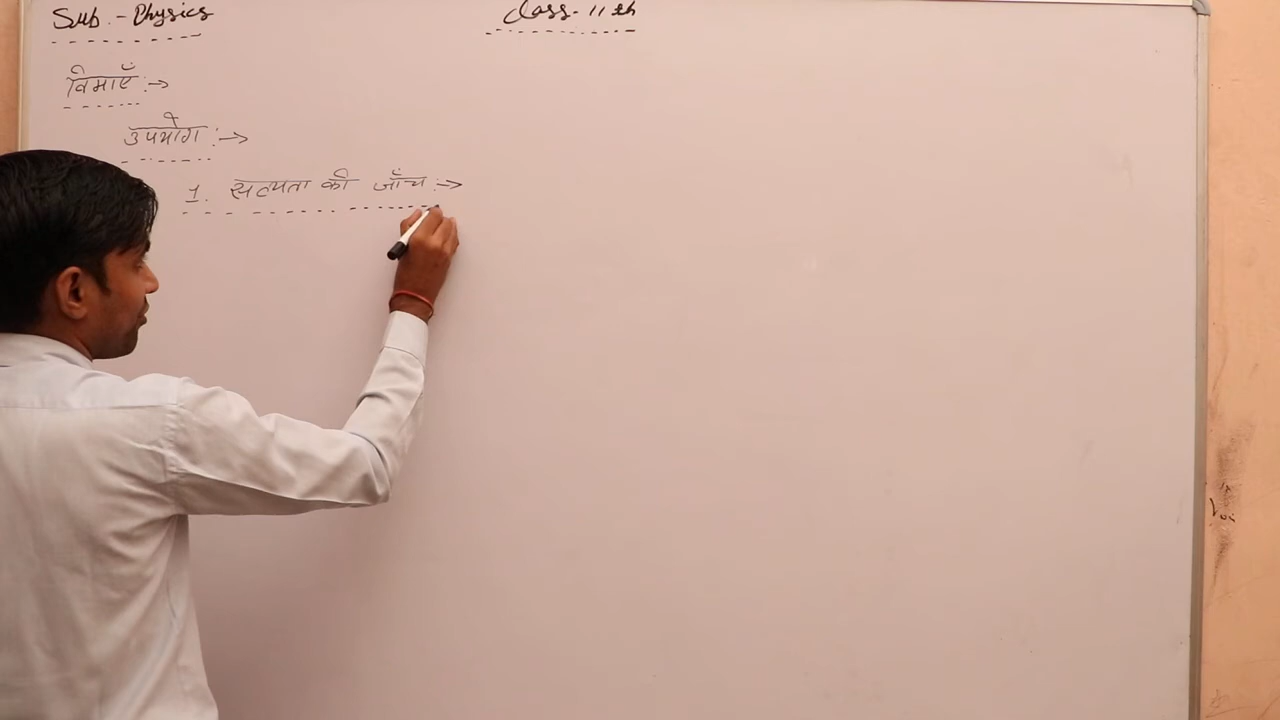 Sub. - Physics
Class - 11th
विमाएँ :→
उपयोग :→
1. सत्यता की जाँच :→